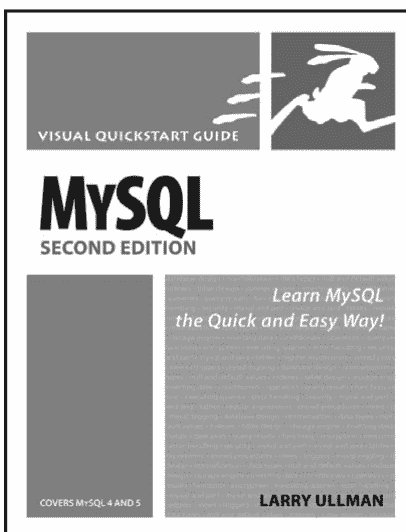 VISUAL QUICKSTART GUIDE
MYSQL
SECOND EDITION
Learn MySQL
the Quick and Easy Way!
COVERS MYSQL 4 AND 5
LARRY ULLMAN